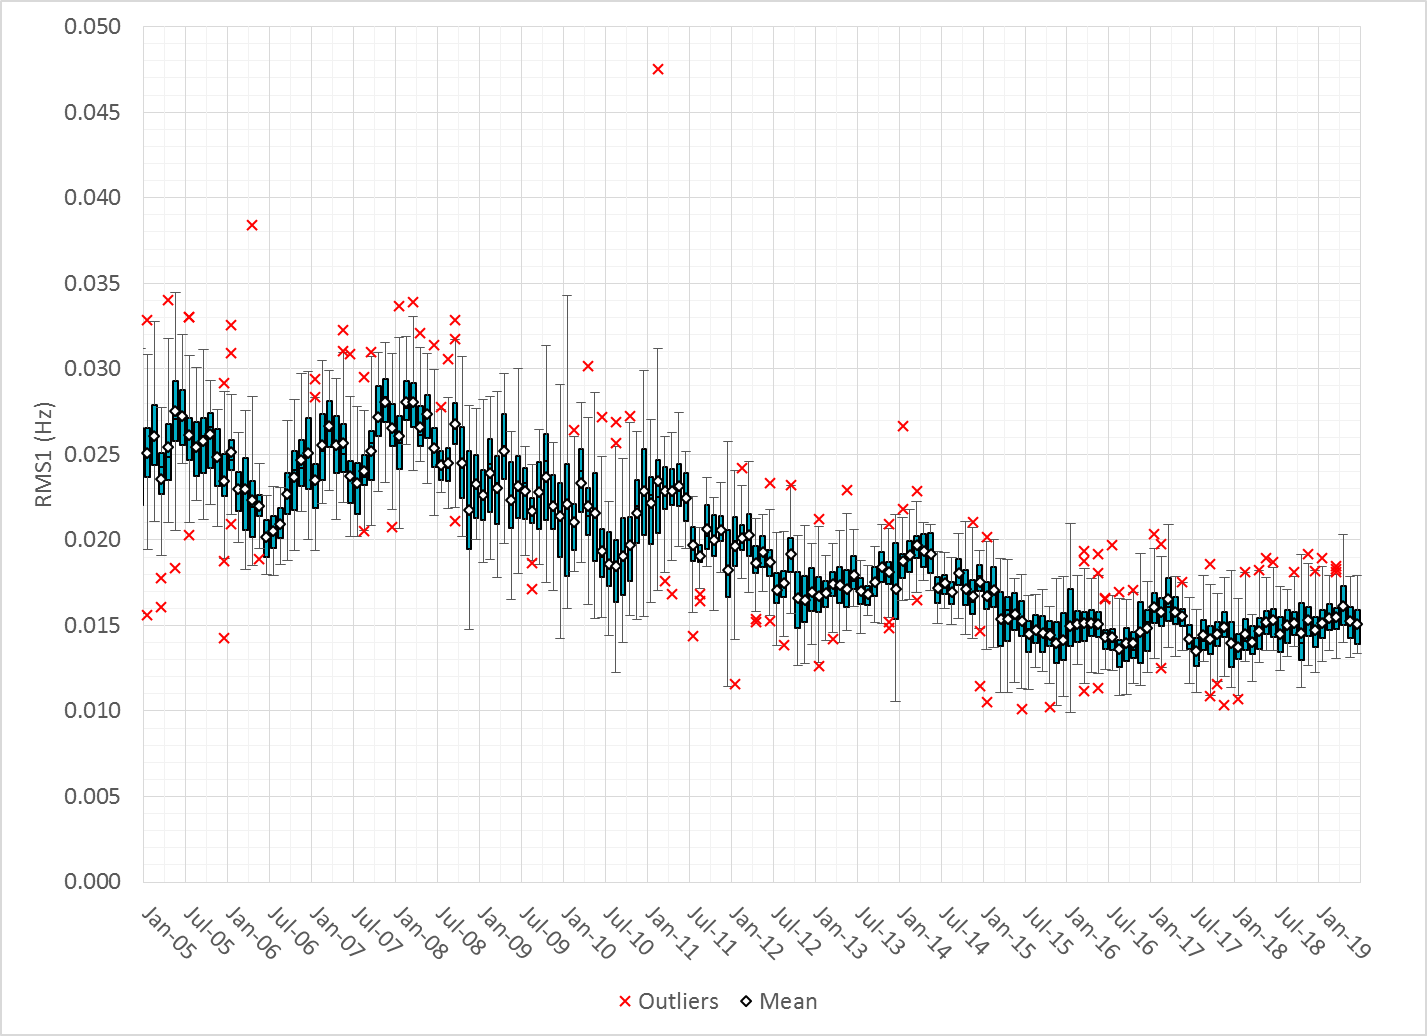 0.050
0.045
0.040
0.035
0.030
0.025
0.020
0.015
0.010
0.005
0.000
RMS1 (Hz)
Jan-05
Jul-05
Jan-06
Jul-06
Jan-07
Jul-07
Jan-08
Jul-08
Jan-09
Jul-09
Jan-10
Jul-10
Jan-11
Jul-11
Jan-12
Jul-12
Jan-13
Jul-13
Jan-14
Jul-14
Jan-15
Jul-15
Jan-16
Jul-16
Jan-17
Jul-17
Jan-18
Jul-18
Jan-19
Outliers Mean